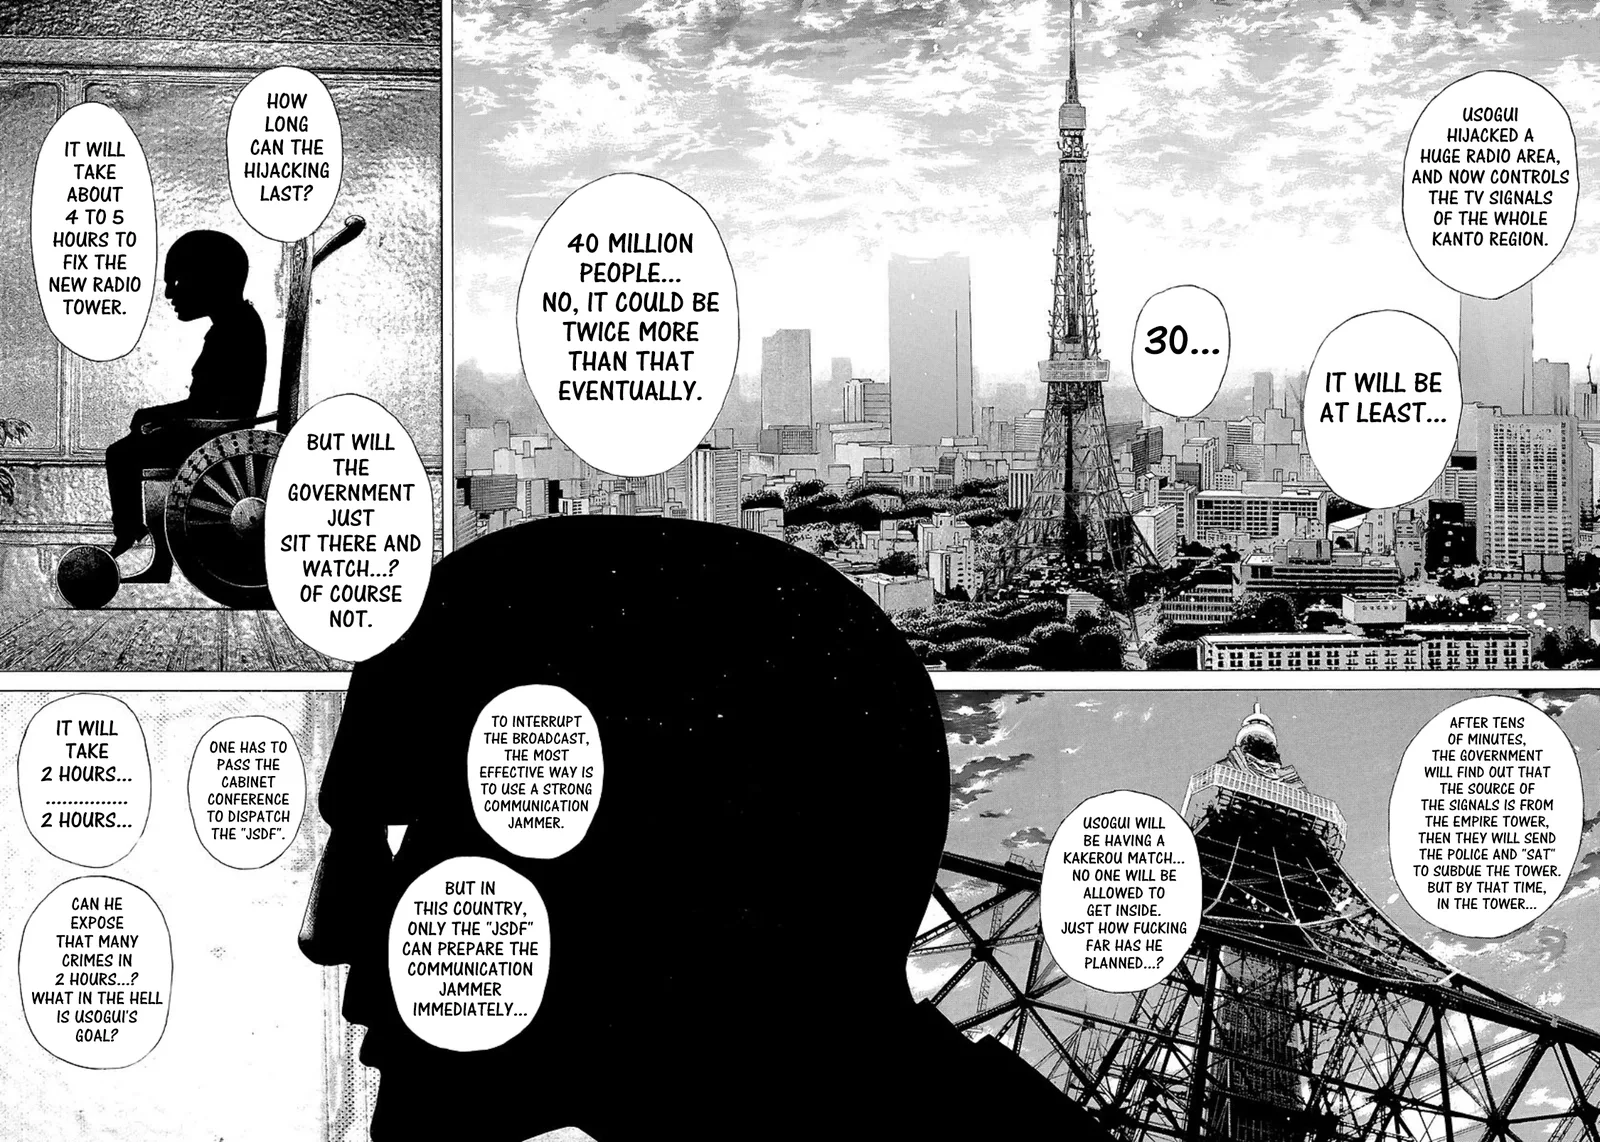 USOGUI
HIJACKED A
HUGE RADIO AREA,
AND NOW CONTROLS
THE TV SIGNALS
OF THE WHOLE
KANTO REGION.
IT WILL BE
AT LEAST...
30...
40 MILLION
PEOPLE...
NO, IT COULD BE
TWICE MORE
THAN THAT
EVENTUALLY.
HOW
LONG
CAN THE
HIJACKING
LAST?
IT WILL
TAKE
ABOUT
4 TO 5
HOURS TO
FIX THE
NEW RADIO
TOWER.
BUT WILL
THE
GOVERNMENT
JUST
SIT THERE AND
WATCH...?
OF COURSE
NOT.
AFTER TENS
OF MINUTES,
THE GOVERNMENT
WILL FIND OUT THAT
THE SOURCE OF
THE SIGNALS IS FROM
THE EMPIRE TOWER,
THEN THEY WILL SEND
THE POLICE AND "SAT"
TO SUBDUE THE TOWER.
BUT BY THAT TIME,
IN THE TOWER...
USOGUI WILL
BE HAVING A
KAKEROU MATCH...
NO ONE WILL BE
ALLOWED TO
GET INSIDE.
JUST HOW FUCKING
FAR HAS HE
PLANNED...?
TO INTERRUPT
THE BROADCAST,
THE MOST
EFFECTIVE WAY IS
TO USE A STRONG
COMMUNICATION
JAMMER.
BUT IN
THIS COUNTRY,
ONLY THE "JSDF"
CAN PREPARE THE
COMMUNICATION
JAMMER
IMMEDIATELY...
ONE HAS TO
PASS THE
CABINET
CONFERENCE
TO DISPATCH
THE "JSDF".
IT WILL
TAKE
2 HOURS...
................
2 HOURS...
CAN HE
EXPOSE
THAT MANY
CRIMES IN
2 HOURS...?
WHAT IN THE HELL
IS USOGUI'S
GOAL?